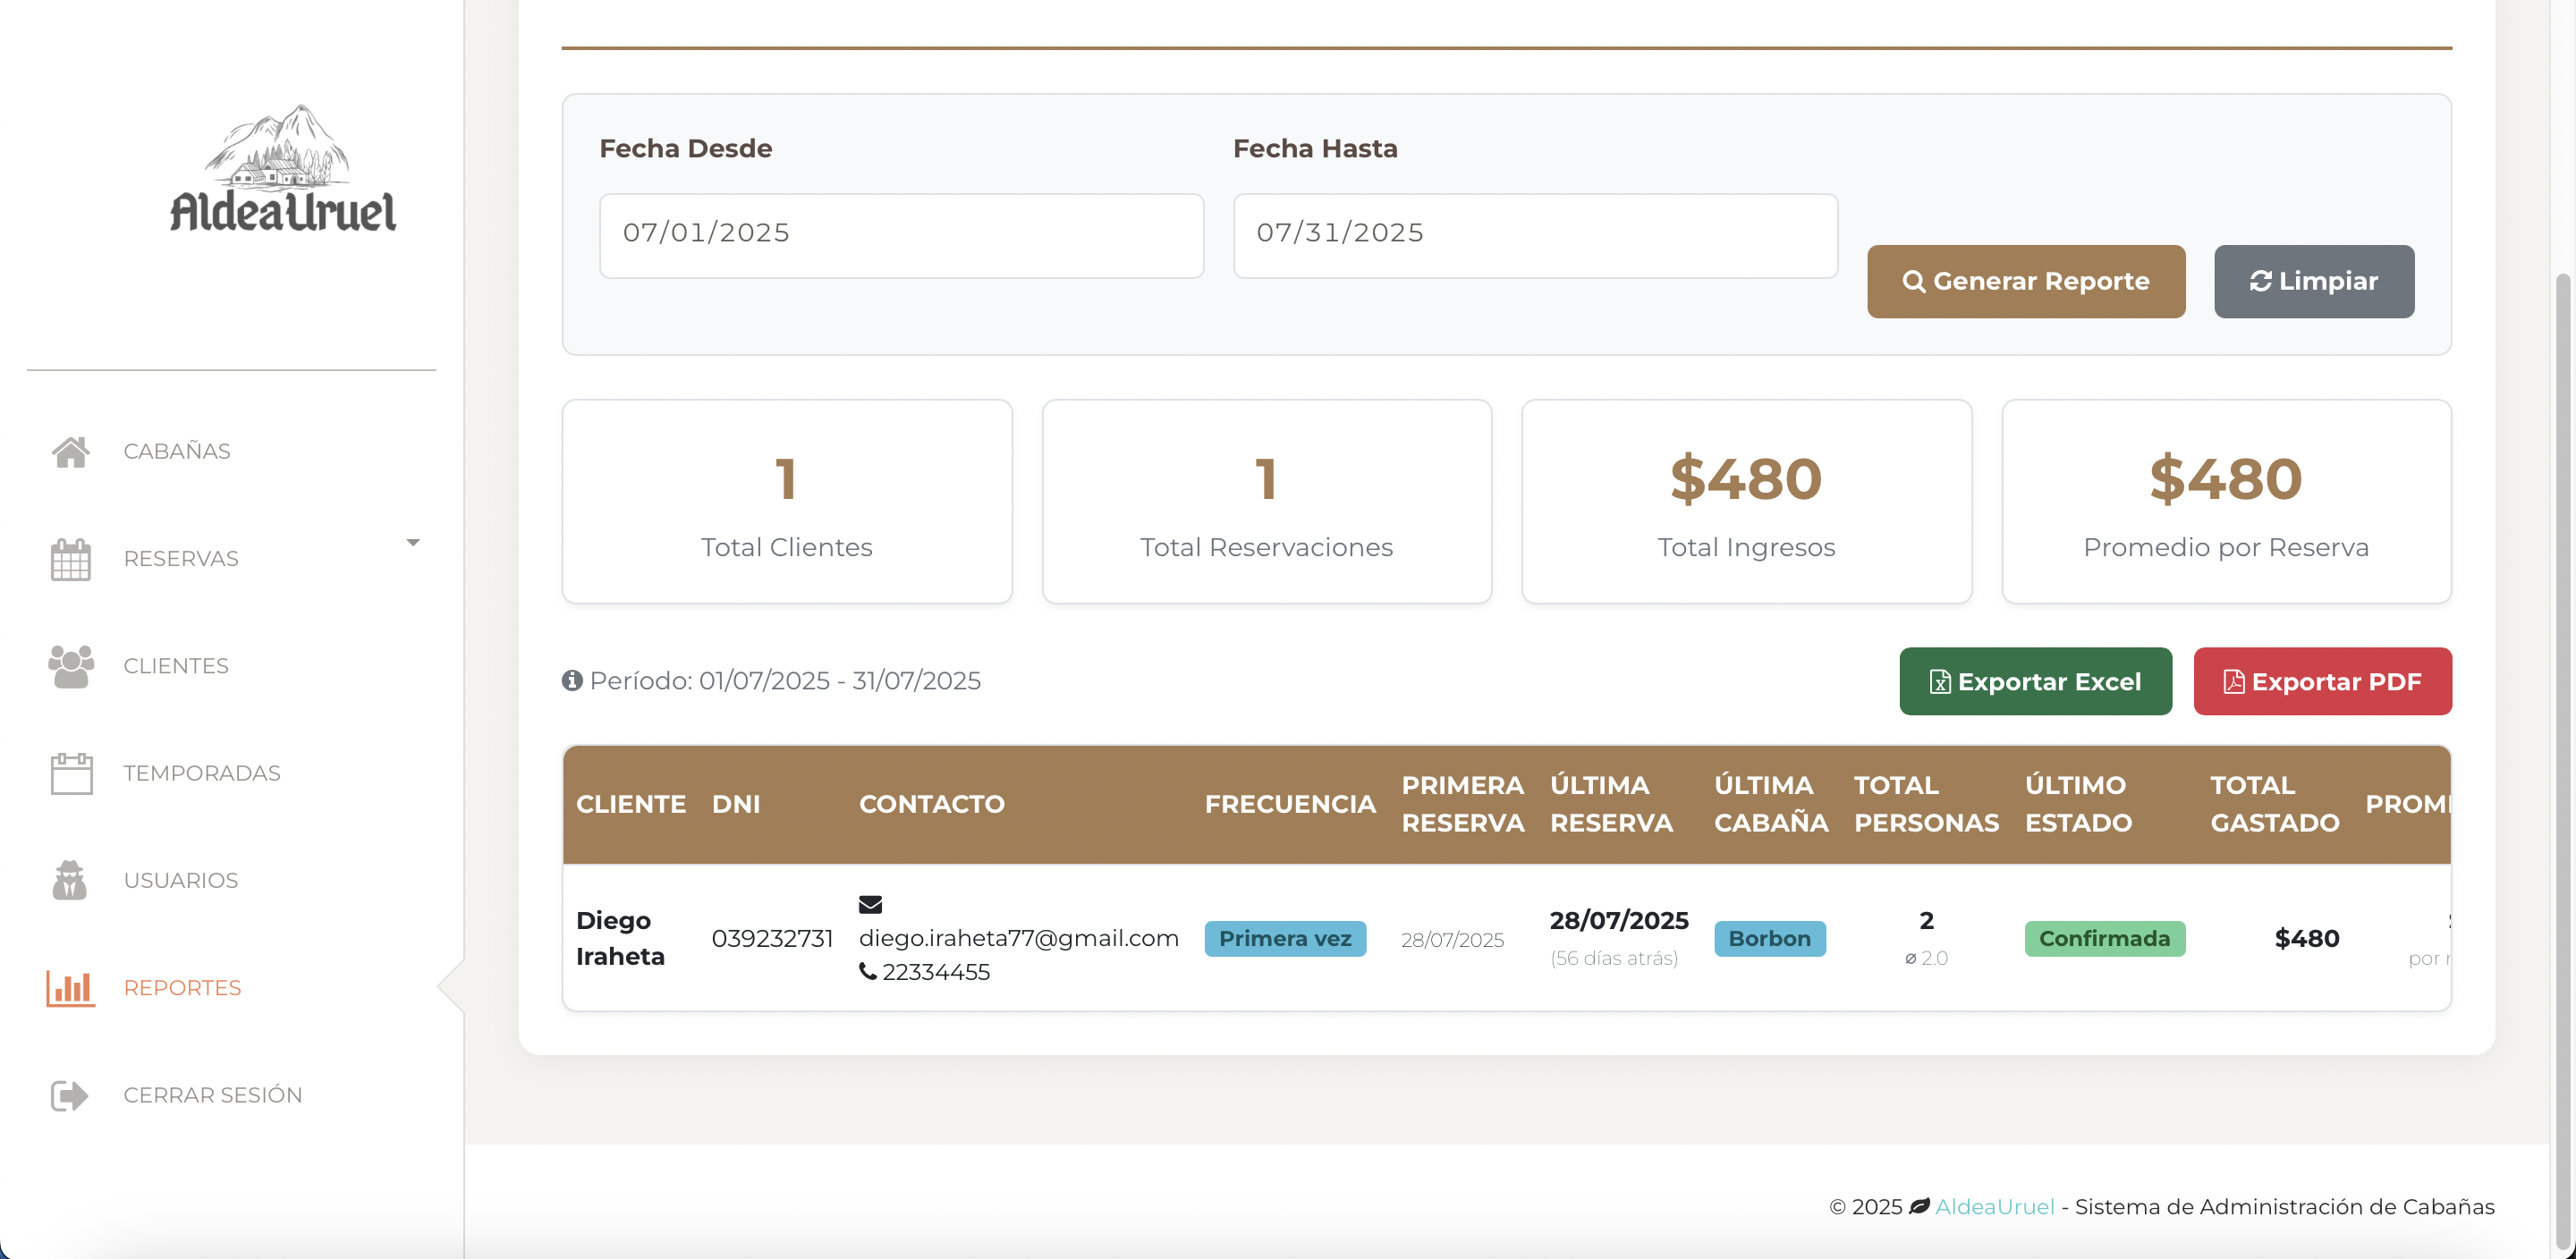 AldeaUruel
CABAÑAS
RESERVAS
CLIENTES
TEMPORADAS
USUARIOS
REPORTES
CERRAR SESIÓN
Fecha Desde
Fecha Hasta
07/01/2025
07/31/2025
Generar Reporte
Limpiar
1
Total Clientes
1
Total Reservaciones
$480
Total Ingresos
$480
Promedio por Reserva
Período: 01/07/2025 - 31/07/2025
Exportar Excel
Exportar PDF
CLIENTE
DNI
CONTACTO
FRECUENCIA
PRIMERA
RESERVA
ÚLTIMA
RESERVA
ÚLTIMA
CABAÑA
TOTAL
PERSONAS
ÚLTIMO
ESTADO
TOTAL
GASTADO
Diego
Iraheta
039232731
diego.iraheta77@gmail.com
22334455
Primera vez
28/07/2025
28/07/2025
(56 días atrás)
Borbon
2
⌀ 2.0
Confirmada
$480
por
© 2025 AldeaUruel - Sistema de Administración de Cabañas